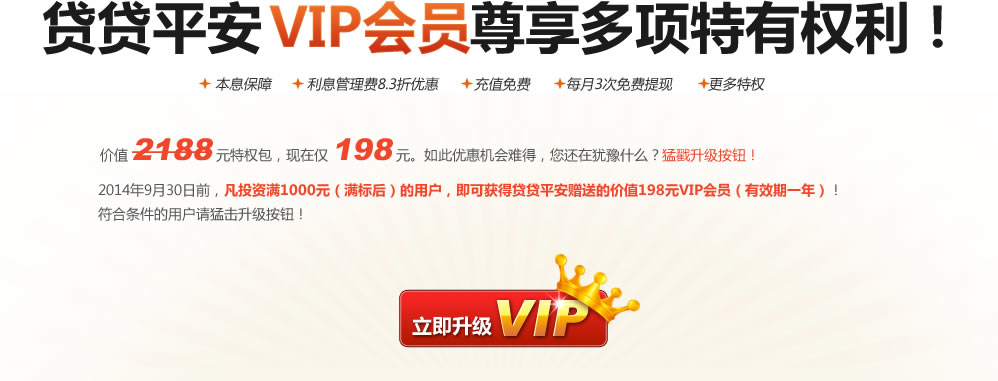 贷贷平安 VIP会员尊享多项特有权利！
本息保障 利息管理费8.3折优惠 充值免费 每月3次免费提现 更多特权
价值 2188 元特权包，现在仅 198 元。如此优惠机会难得，您还在犹豫什么？猛戳升级按钮！
2014年9月30日前，凡投资满1000元（满标后）的用户，即可获得贷贷平安赠送的价值198元VIP会员（有效期一年）！
符合条件的用户请猛击升级按钮！
立即升级 VIP